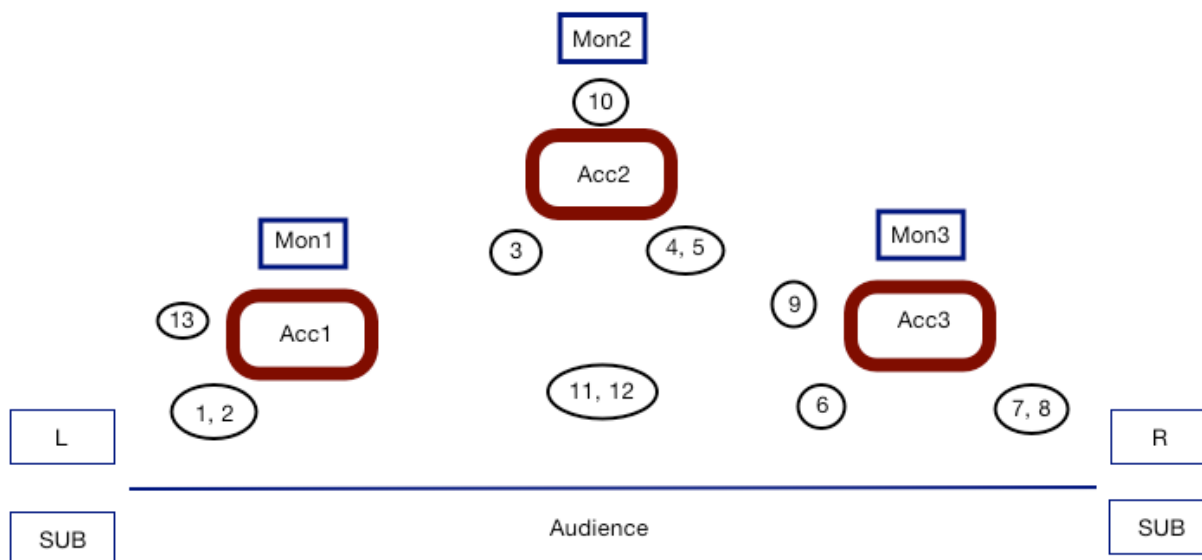 Mon2
10
Acc2
Mon1
3
4, 5
Mon3
13
Acc1
9
Acc3
1, 2
11, 12
6
7, 8
L
R
SUB
Audience
SUB